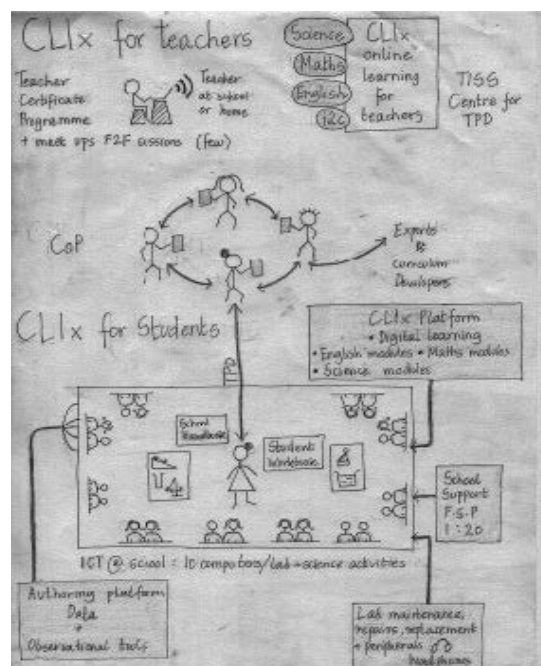 CLIx for teachers
Teacher
Certificate
Programme
+ meet ups F2F sessions (few)
Teacher
at school
or home
Science
Maths
English
i2C
CLIx
online
learning
for
teachers
TISS
Centre for
TPD
CoP
Experts
&
curriculum
Developers
CLIx for Students
TPD
CLIx Platform
• Digital learning
• English modules • Maths modules
• Science modules
School
Handbook
Students
Workbook
School
Support
F-S-P
1:20
ICT @ school = 10 computers/Lab + science activities
Authoring platform
Data
+
Observational tools
Lab maintenance,
repairs, replacement
+ peripherals
headphones